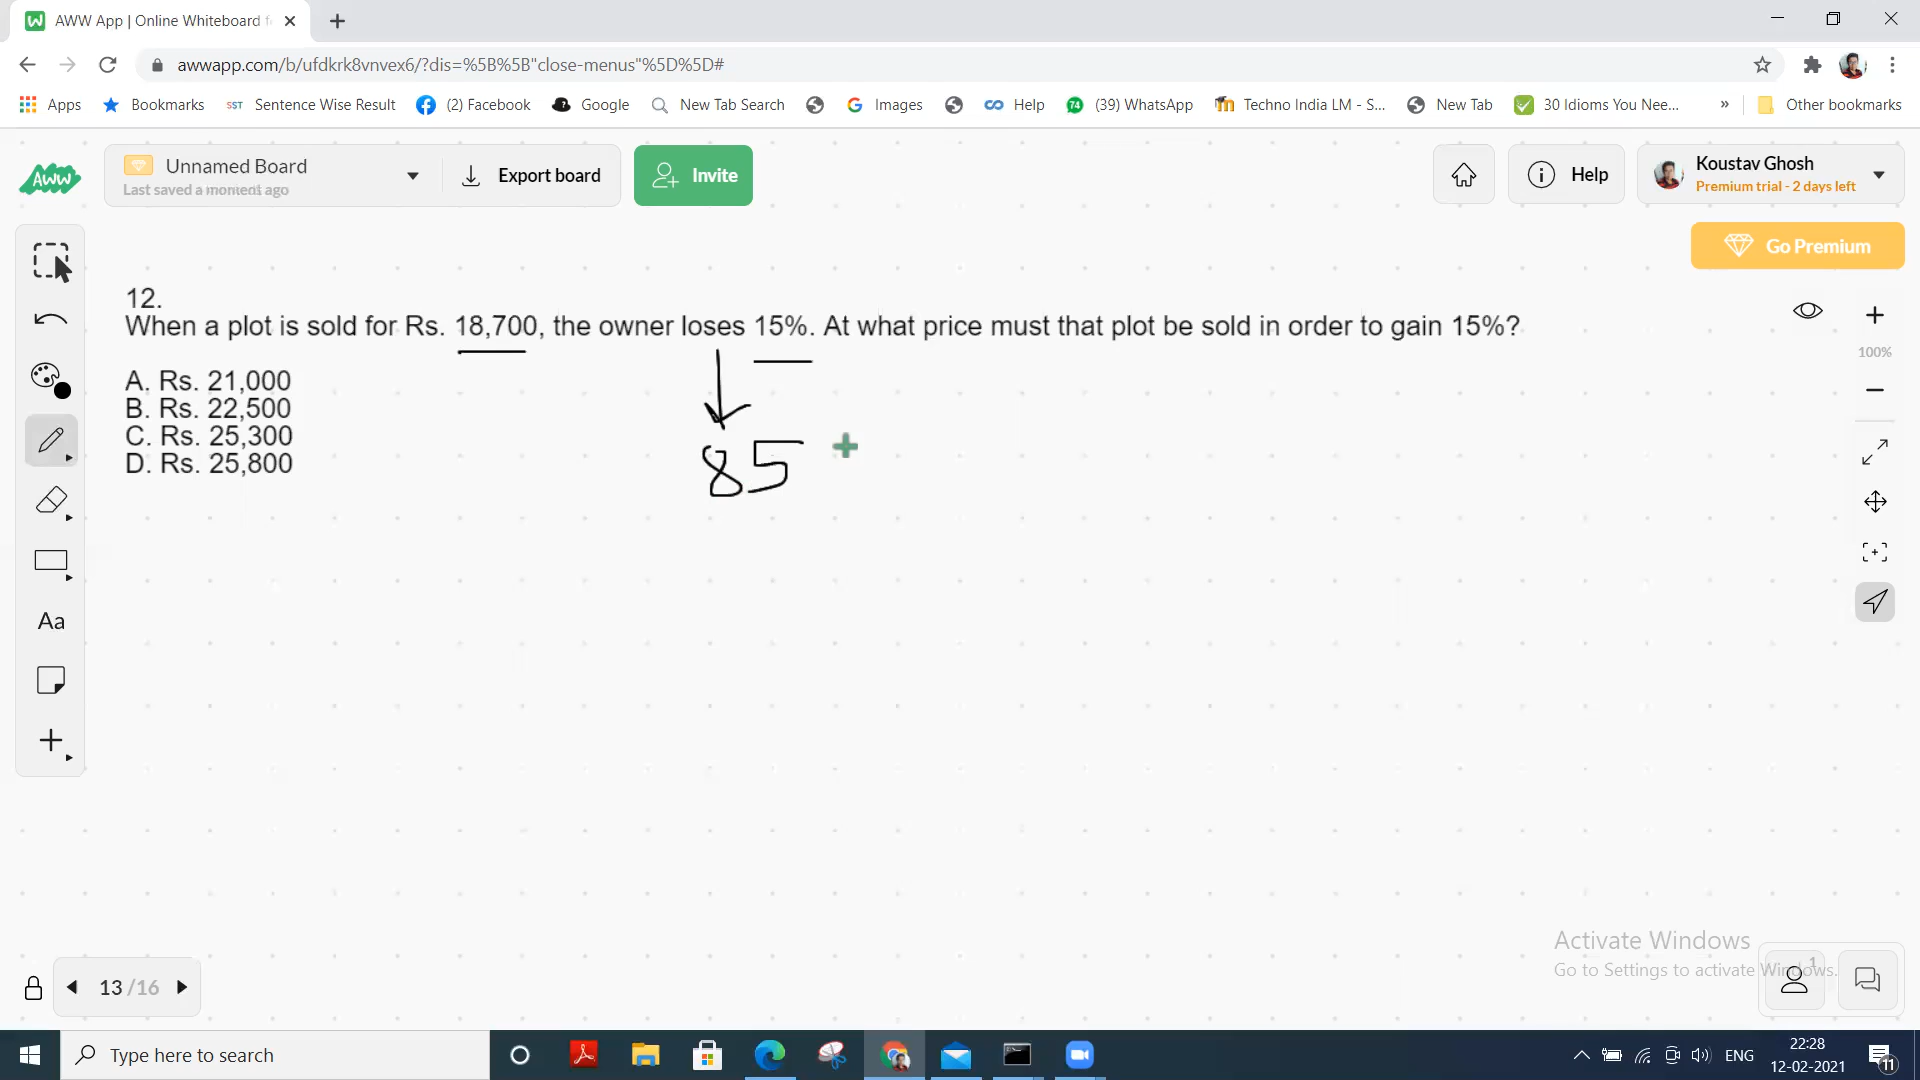 AWW App | Online Whiteboard f
awwapp.com/b/ufdkrk8vnvex6/?dis=%5B%5B"close-menus"%5D%5D#
Apps Bookmarks SST Sentence Wise Result (2) Facebook Google New Tab Search Images Help 74 (39) WhatsApp Techno India LM - S... New Tab 30 Idioms You Nee... » Other bookmarks
AWW
Unnamed Board
Last saved a moment ago
Export board
Invite
Help
Koustav Ghosh
Premium trial - 2 days left
Go Premium
12.
When a plot is sold for Rs. 18,700, the owner loses 15%. At what price must that plot be sold in order to gain 15%?
A. Rs. 21,000
B. Rs. 22,500
C. Rs. 25,300
D. Rs. 25,800
85
100%
Aa
Activate Windows
Go to Settings to activate Windows.
1
13 /16
Type here to search
ENG
22:28
12-02-2021
11